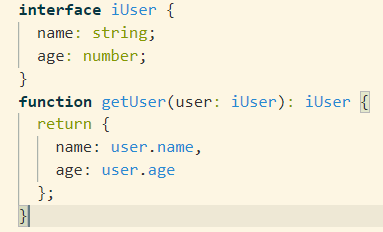 interface iUser {
  name: string;
  age: number;
}
function getUser(user: iUser): iUser {
  return {
    name: user.name,
    age: user.age
  };
}